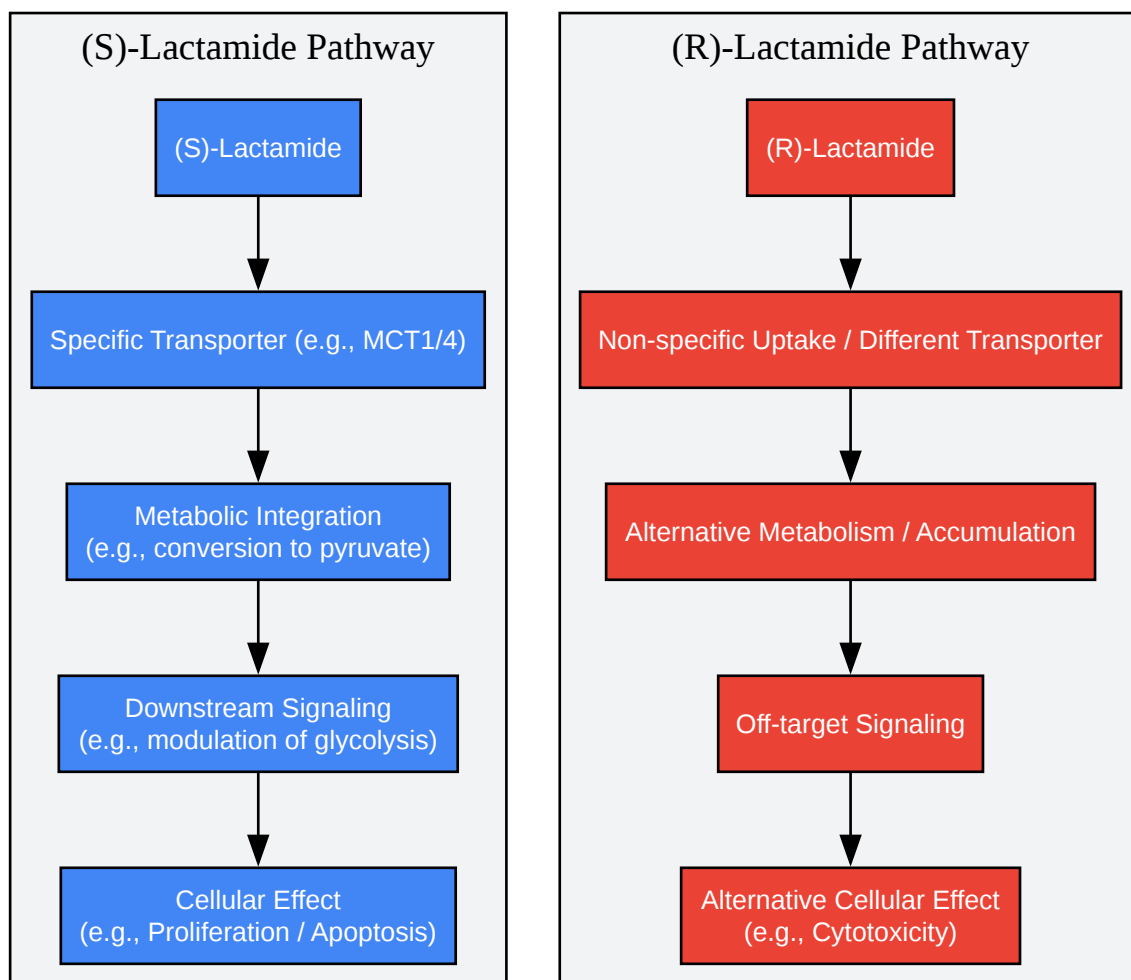 (S)-Lactamide Pathway
(S)-Lactamide
Specific Transporter (e.g., MCT1/4)
Metabolic Integration
(e.g., conversion to pyruvate)
Downstream Signaling
(e.g., modulation of glycolysis)
Cellular Effect
(e.g., Proliferation / Apoptosis)
(R)-Lactamide Pathway
(R)-Lactamide
Non-specific Uptake / Different Transporter
Alternative Metabolism / Accumulation
Off-target Signaling
Alternative Cellular Effect
(e.g., Cytotoxicity)